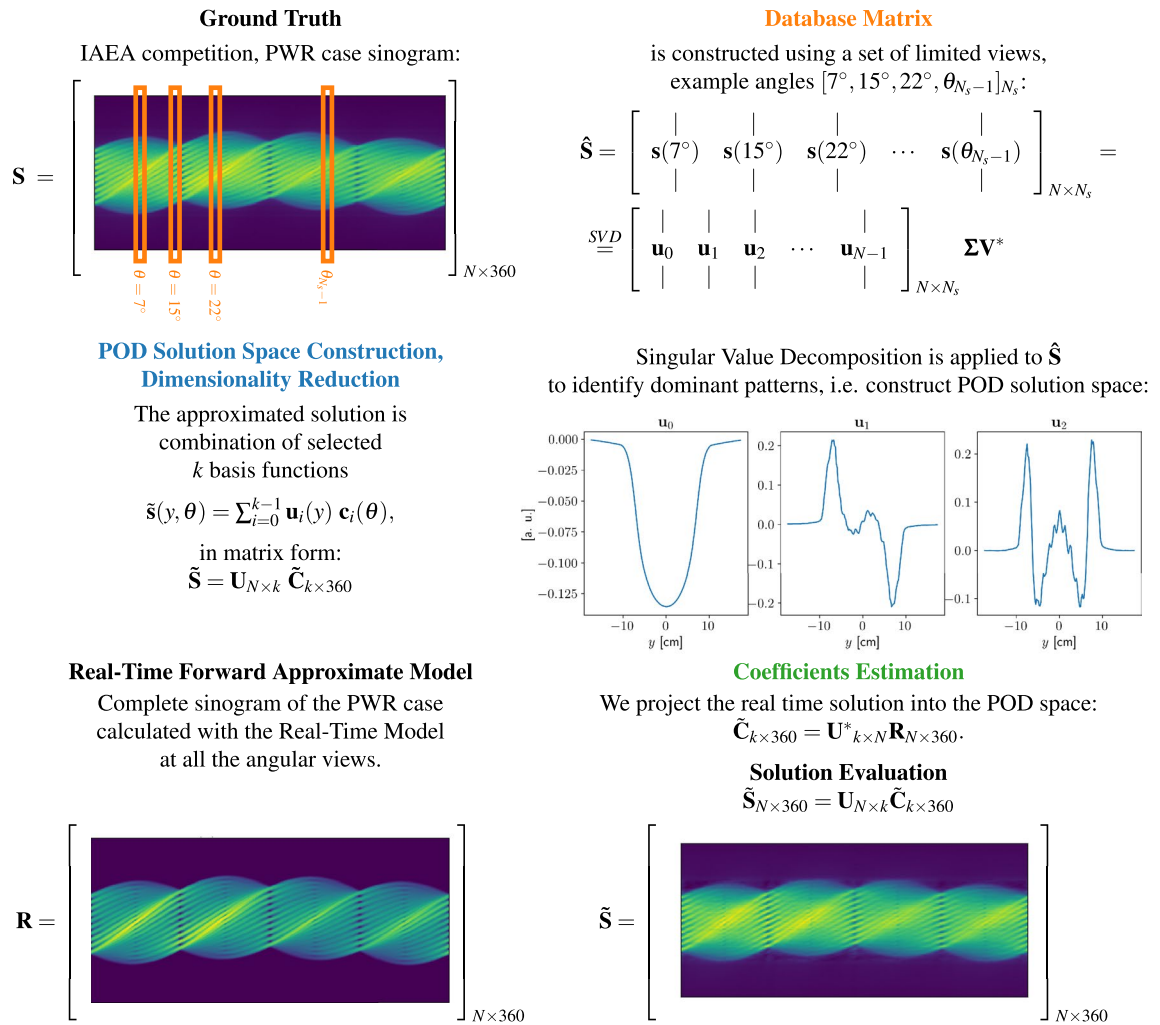 Ground Truth
IAEA competition, PWR case sinogram:
S =
N×360
θ = 7°
θ = 15°
θ = 22°
θ_{N_s−1}
Database Matrix
is constructed using a set of limited views,
example angles [7°, 15°, 22°, θ_{N_s−1}]_{N_s}:
Ŝ = [ s(7°) s(15°) s(22°) ⋯ s(θ_{N_s−1}) ]_{N×N_s} =
SVD
= [ u_0 u_1 u_2 ⋯ u_{N−1} ]_{N×N_s} ΣV*
POD Solution Space Construction,
Dimensionality Reduction
The approximated solution is
combination of selected
k basis functions
s̃(y, θ) = ∑_{i=0}^{k−1} u_i(y) c_i(θ),
in matrix form:
S̃ = U_{N×k} C̃_{k×360}
Singular Value Decomposition is applied to Ŝ
to identify dominant patterns, i.e. construct POD solution space:
u_0
0.000
−0.025
−0.050
−0.075
−0.100
−0.125
[a. u.]
−10 0 10
y [cm]
u_1
0.2
0.1
0.0
−0.1
−0.2
−10 0 10
y [cm]
u_2
0.2
0.1
0.0
−0.1
−10 0 10
y [cm]
Real-Time Forward Approximate Model
Complete sinogram of the PWR case
calculated with the Real-Time Model
at all the angular views.
R =
N×360
Coefficients Estimation
We project the real time solution into the POD space:
C̃_{k×360} = U*_{k×N} R_{N×360}.
Solution Evaluation
S̃_{N×360} = U_{N×k} C̃_{k×360}
S̃ =
N×360